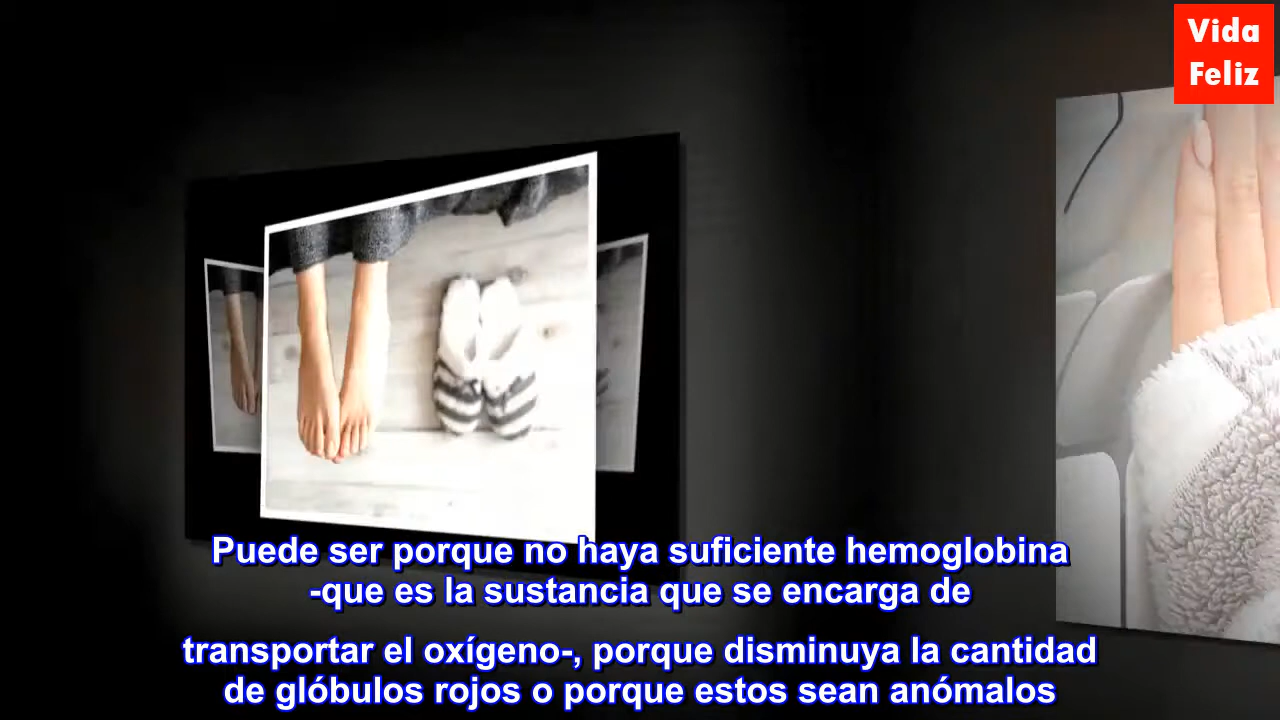 Vida
Feliz
Puede ser porque no haya suficiente hemoglobina
-que es la sustancia que se encarga de
transportar el oxígeno-, porque disminuya la cantidad
de glóbulos rojos o porque estos sean anómalos